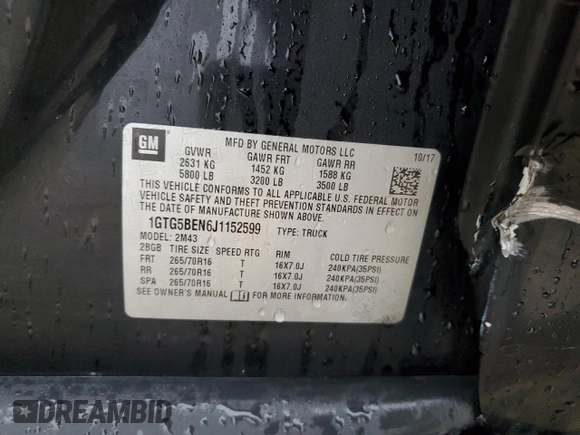 GM
MFD BY GENERAL MOTORS LLC
10/17
GVWR GAWR FRT GAWR RR
2631 KG 1452 KG 1588 KG
5800 LB 3200 LB 3500 LB
THIS VEHICLE CONFORMS TO ALL APPLICABLE U.S. FEDERAL MOTOR
VEHICLE SAFETY AND THEFT PREVENTION STANDARDS IN EFFECT
ON THE DATE OF MANUFACTURE SHOWN ABOVE.
1GTG5BEN6J1152599 TYPE: TRUCK
MODEL: 2M43
2BGB TIRE SIZE SPEED RTG RIM COLD TIRE PRESSURE
FRT 265/70R16 T 16X7.0J 240KPA(35PSI)
RR 265/70R16 T 16X7.0J 240KPA(35PSI)
SPA 265/70R16 T 16X7.0J 240KPA(35PSI)
SEE OWNER'S MANUAL FOR MORE INFORMATION.
DREAMBID